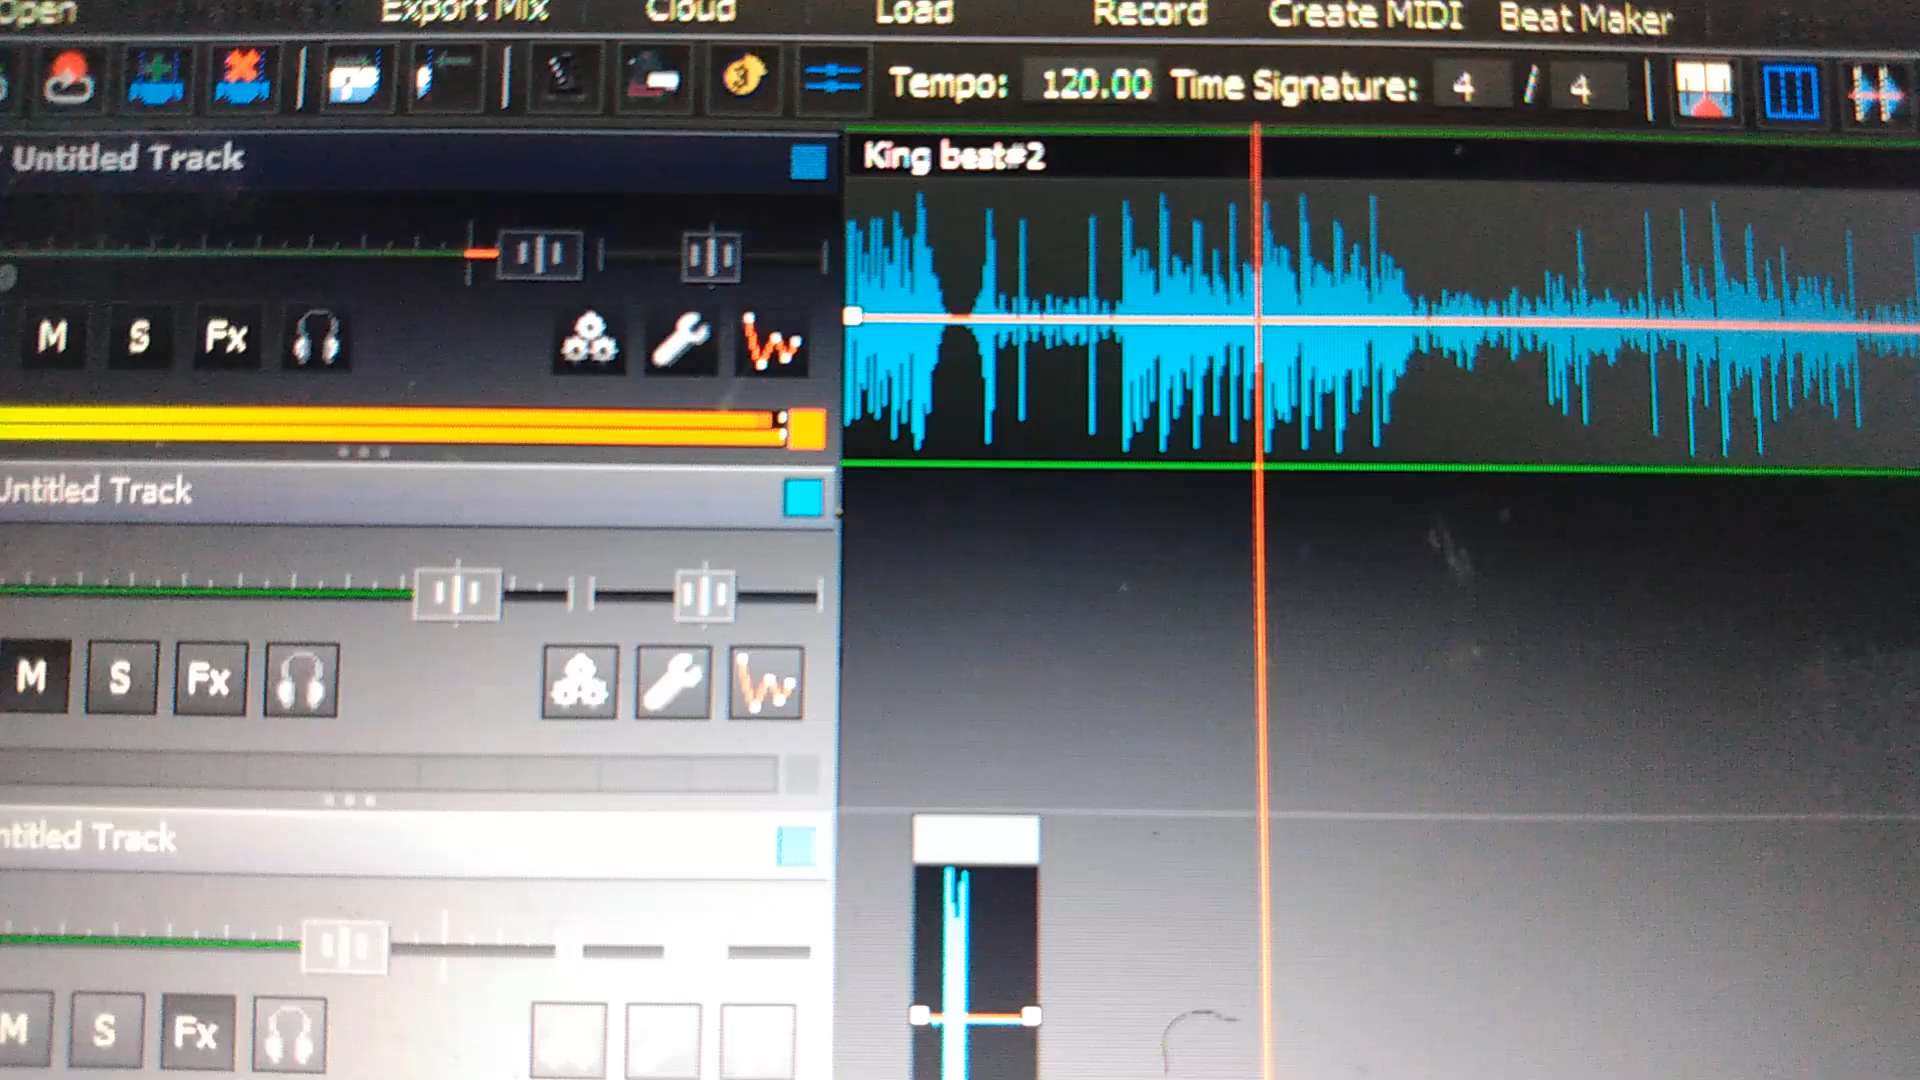 Open Export Mix Cloud Load Record Create MIDI Beat Maker
3 Tempo: 120.00 Time Signature: 4 / 4
Untitled Track King beat#2
M S Fx
Untitled Track
M S Fx
ntitled Track
M S Fx